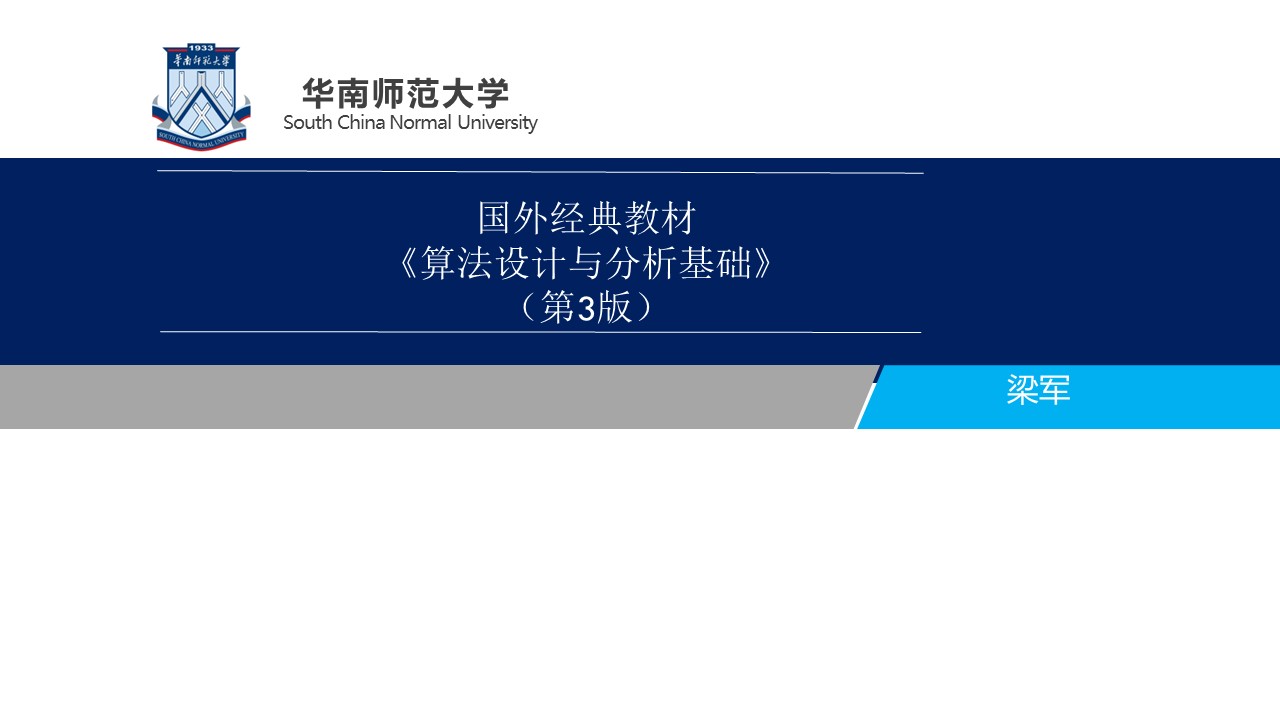 1933
华南师范大学
SOUTH CHINA NORMAL UNIVERSITY
华南师范大学
South China Normal University
国外经典教材
《算法设计与分析基础》
（第3版）
梁军